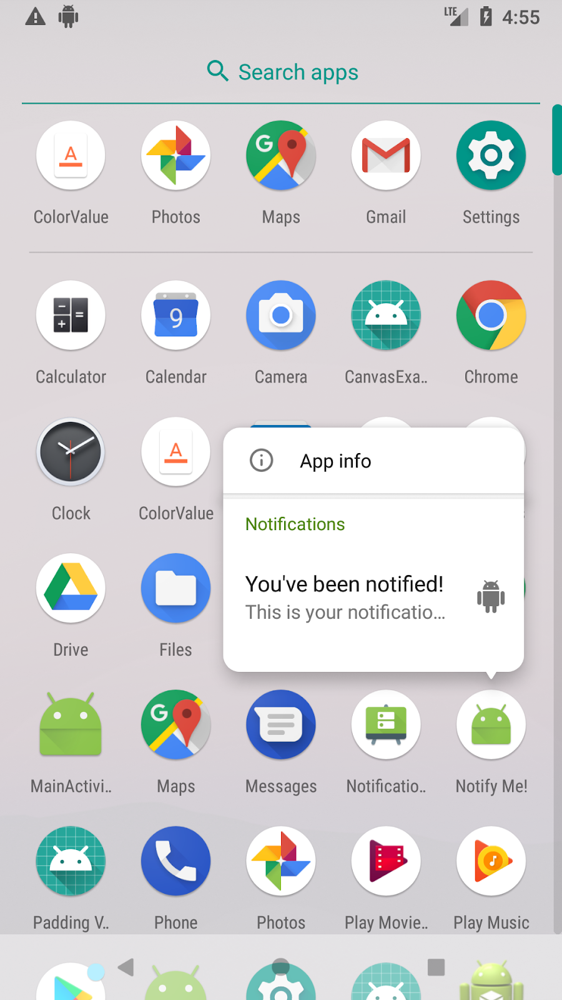 LTE 4:55
Search apps
ColorValue Photos Maps Gmail Settings
9
Calculator Calendar Camera CanvasExa.. Chrome
App info
Clock ColorValue
Notifications
You've been notified!
This is your notificatio...
Drive Files
MainActivi.. Maps Messages Notificatio.. Notify Me!
Padding V.. Phone Photos Play Movie.. Play Music